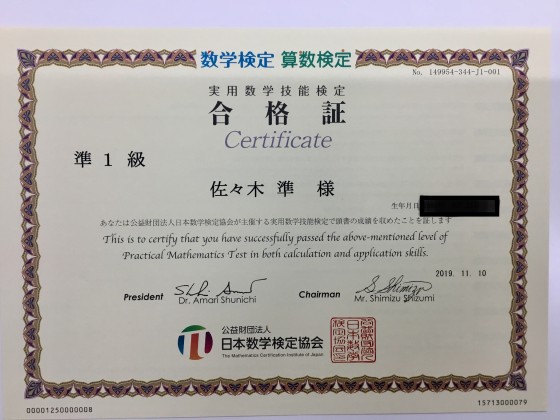 数学検定 算数検定
No. 149954-344-J1-001
実用数学技能検定
合格証
Certificate
準1級
佐々木 準 様
生年月日
あなたは公益財団法人日本数学検定協会が主催する実用数学技能検定で頭書の成績を収めたことを証します
This is to certify that you have successfully passed the above-mentioned level of
Practical Mathematics Test in both calculation and application skills.
2019. 11. 10
President
Dr. Amari Shunichi
Chairman
Mr. Shimizu Shizumi
公益財団法人
日本数学検定協会
The Mathematics Certification Institute of Japan
00001250000008
15713000079